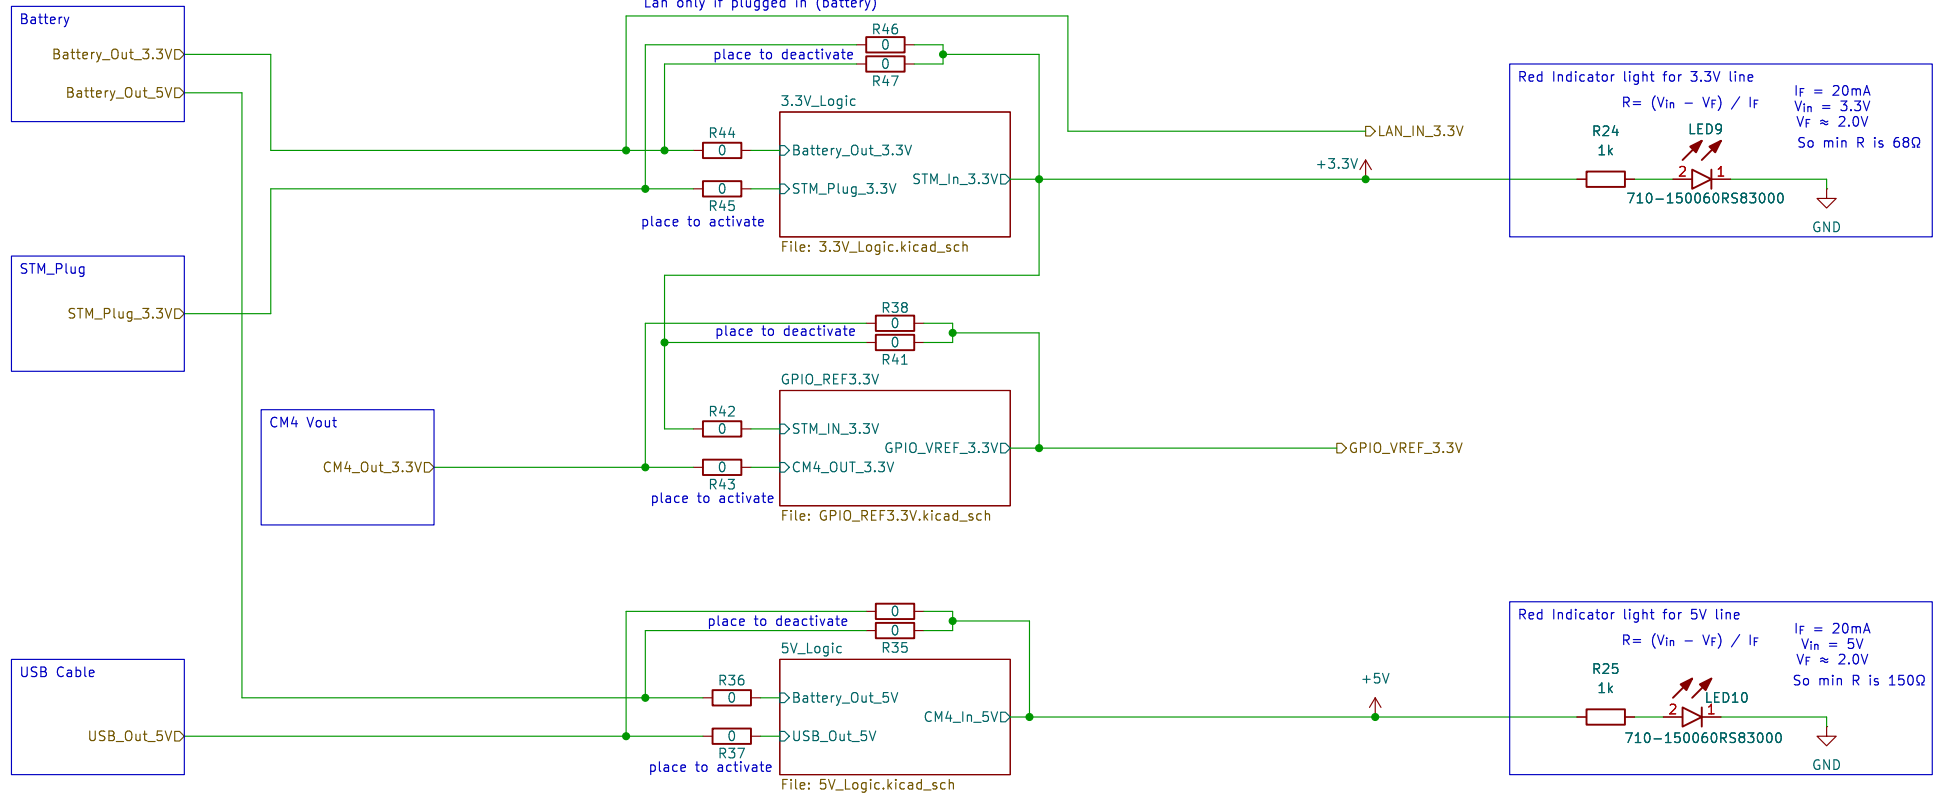 Lan only if plugged in (battery)
Battery
Battery_Out_3.3V
Battery_Out_5V
R46
0
place to deactivate
0
R47
3.3V_Logic
R44
0
Battery_Out_3.3V
STM_Plug_3.3V
0
R45
place to activate
STM_In_3.3V
File: 3.3V_Logic.kicad_sch
LAN_IN_3.3V
+3.3V
Red Indicator light for 3.3V line
R= (Vin - VF) / IF
IF = 20mA
Vin = 3.3V
VF ≈ 2.0V
So min R is 68Ω
R24
1k
LED9
2
1
710-150060RS83000
GND
STM_Plug
STM_Plug_3.3V
R38
0
place to deactivate
0
R41
GPIO_REF3.3V
R42
0
STM_IN_3.3V
GPIO_VREF_3.3V
0
CM4_OUT_3.3V
R43
place to activate
File: GPIO_REF3.3V.kicad_sch
GPIO_VREF_3.3V
CM4 Vout
CM4_Out_3.3V
0
place to deactivate
0
R35
5V_Logic
R36
0
Battery_Out_5V
CM4_In_5V
0
USB_Out_5V
R37
place to activate
File: 5V_Logic.kicad_sch
USB Cable
USB_Out_5V
+5V
Red Indicator light for 5V line
R= (Vin - VF) / IF
IF = 20mA
Vin = 5V
VF ≈ 2.0V
So min R is 150Ω
R25
1k
LED10
2
1
710-150060RS83000
GND